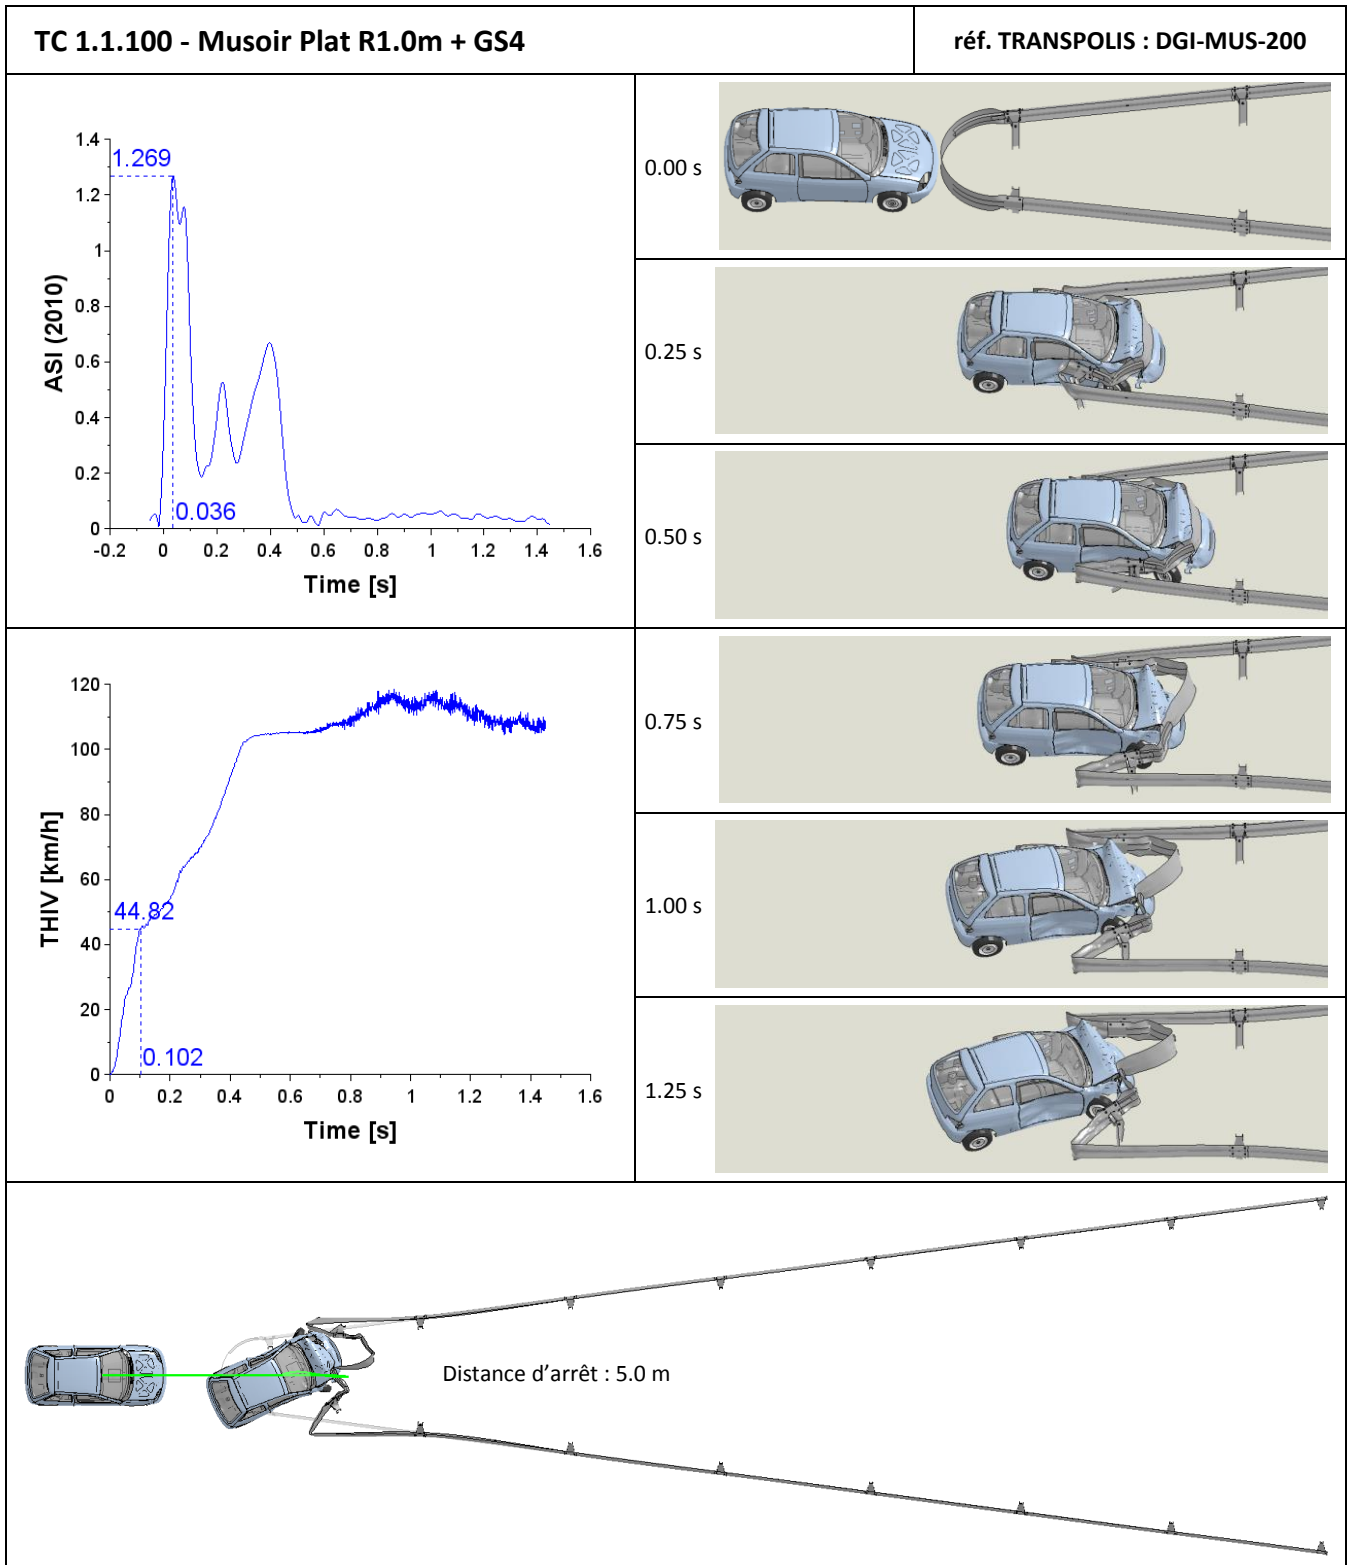 TC 1.1.100 - Musoir Plat R1.0m + GS4
réf. TRANSPOLIS : DGI-MUS-200
1.4
1.269
1.2
1
0.8
0.6
0.4
0.2
0
0.036
-0.2 0 0.2 0.4 0.6 0.8 1 1.2 1.4 1.6
ASI (2010)
Time [s]
0.00 s
0.25 s
0.50 s
120
100
80
60
44.82
40
20
0
0.102
0 0.2 0.4 0.6 0.8 1 1.2 1.4 1.6
THIV [km/h]
Time [s]
0.75 s
1.00 s
1.25 s
Distance d’arrêt : 5.0 m